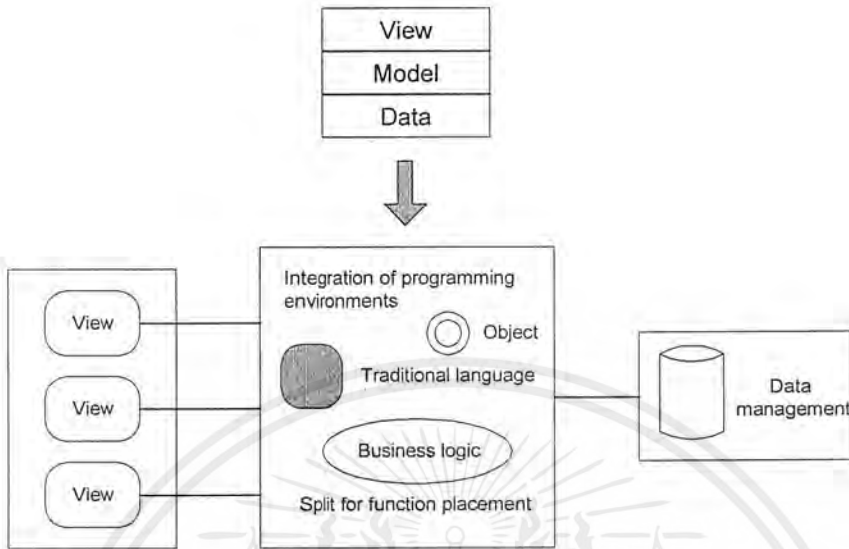 View
Model
Data
Integration of programming
environments
Object
Traditional language
Business logic
Split for function placement
View
View
View
Data
management